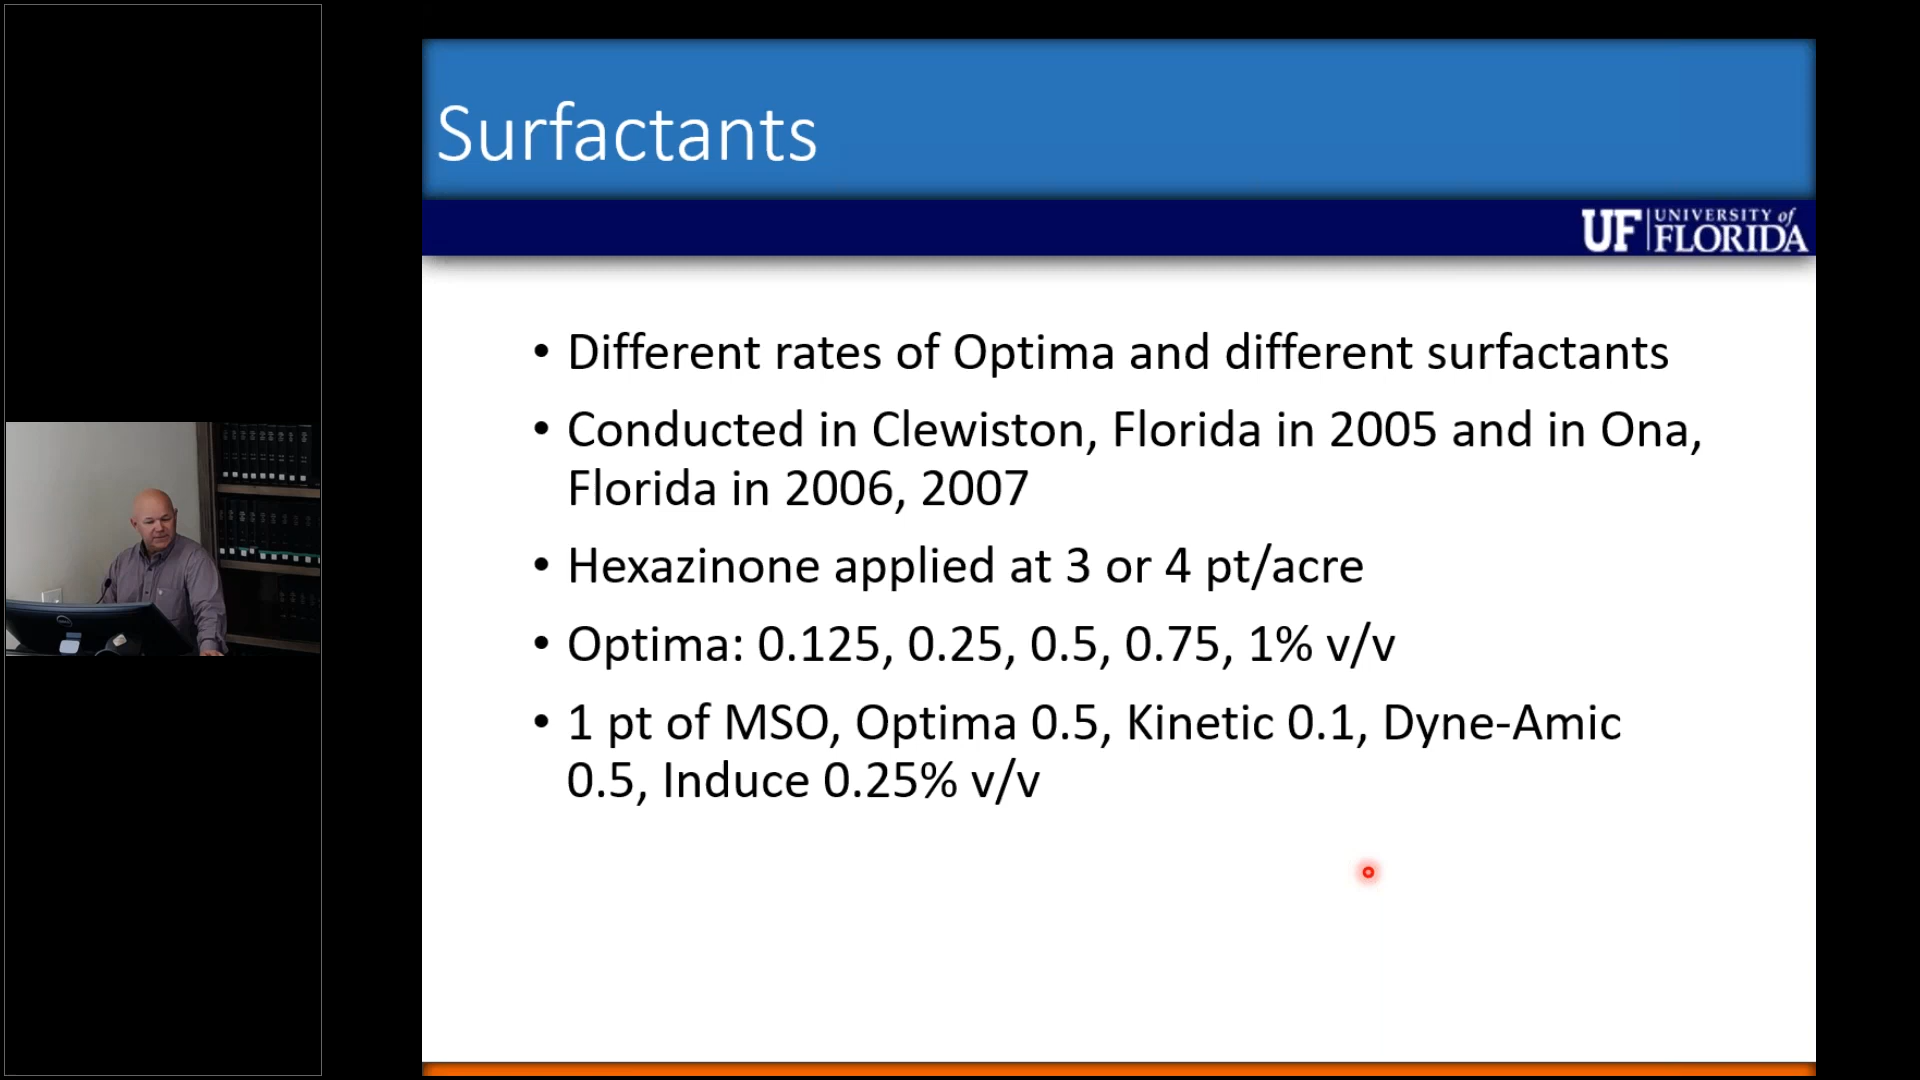 Surfactants
UF UNIVERSITY of
FLORIDA
• Different rates of Optima and different surfactants
• Conducted in Clewiston, Florida in 2005 and in Ona,
Florida in 2006, 2007
• Hexazinone applied at 3 or 4 pt/acre
• Optima: 0.125, 0.25, 0.5, 0.75, 1% v/v
• 1 pt of MSO, Optima 0.5, Kinetic 0.1, Dyne-Amic
0.5, Induce 0.25% v/v